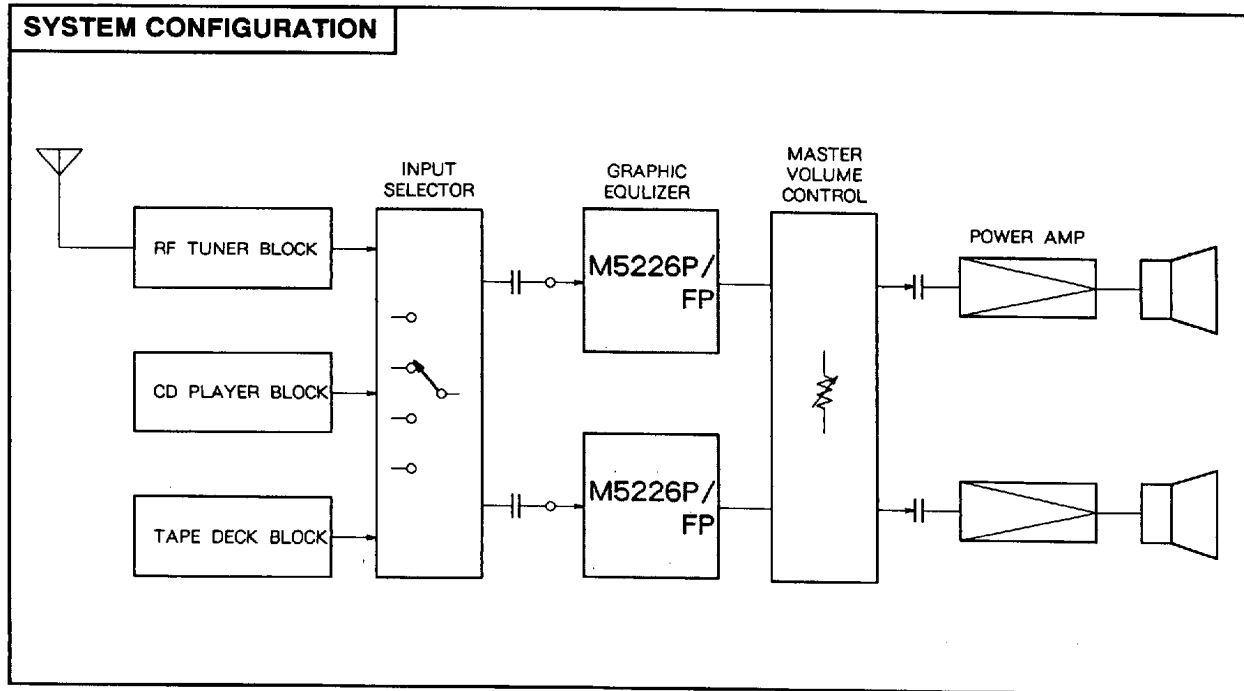 SYSTEM CONFIGURATION
INPUT
SELECTOR
GRAPHIC
EQULIZER
MASTER
VOLUME
CONTROL
RF TUNER BLOCK
M5226P/
FP
POWER AMP
CD PLAYER BLOCK
M5226P/
FP
TAPE DECK BLOCK